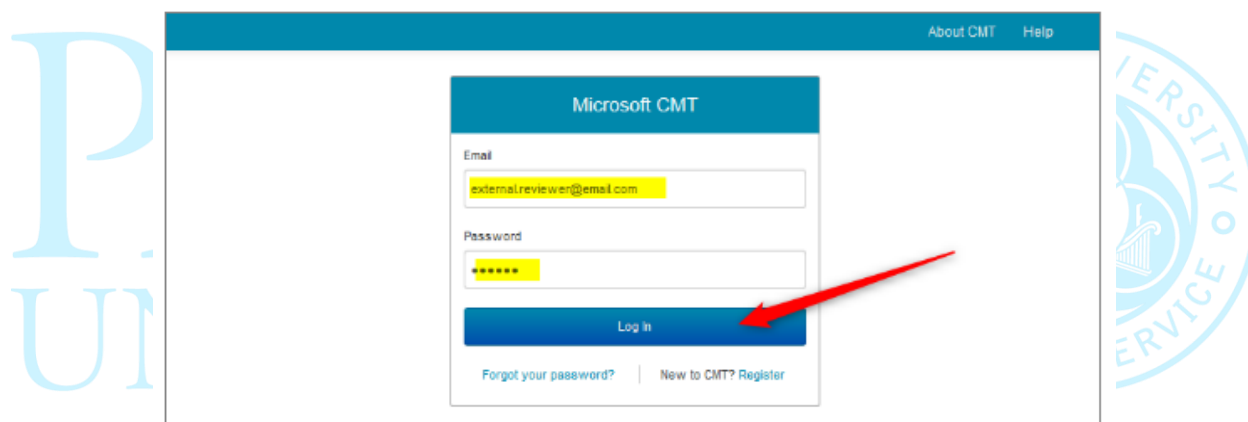 About CMT Help
Microsoft CMT
Email
external.reviewer@email.com
Password
••••••
Log In
Forgot your password? New to CMT? Register